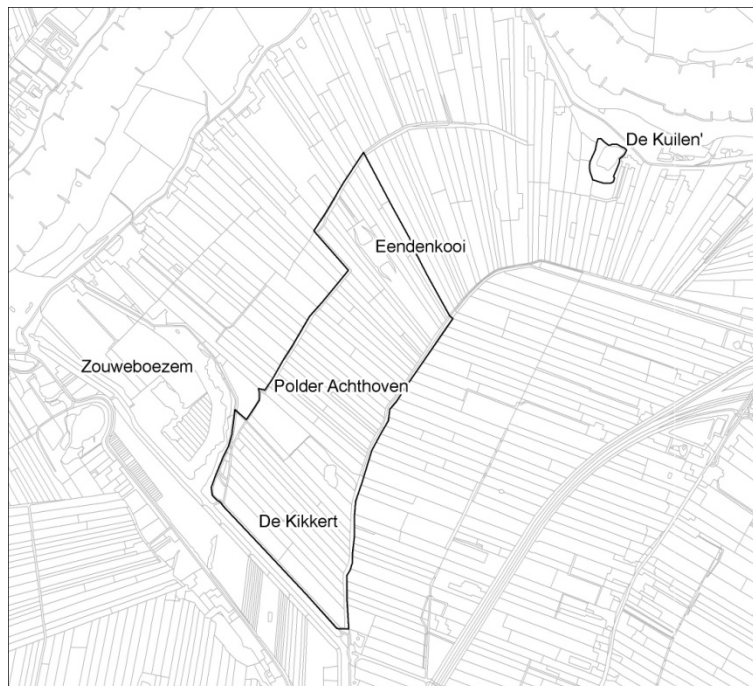 De Kuilen'
Eendenkooi
Zouweboezem
Polder Achthoven
De Kikkert